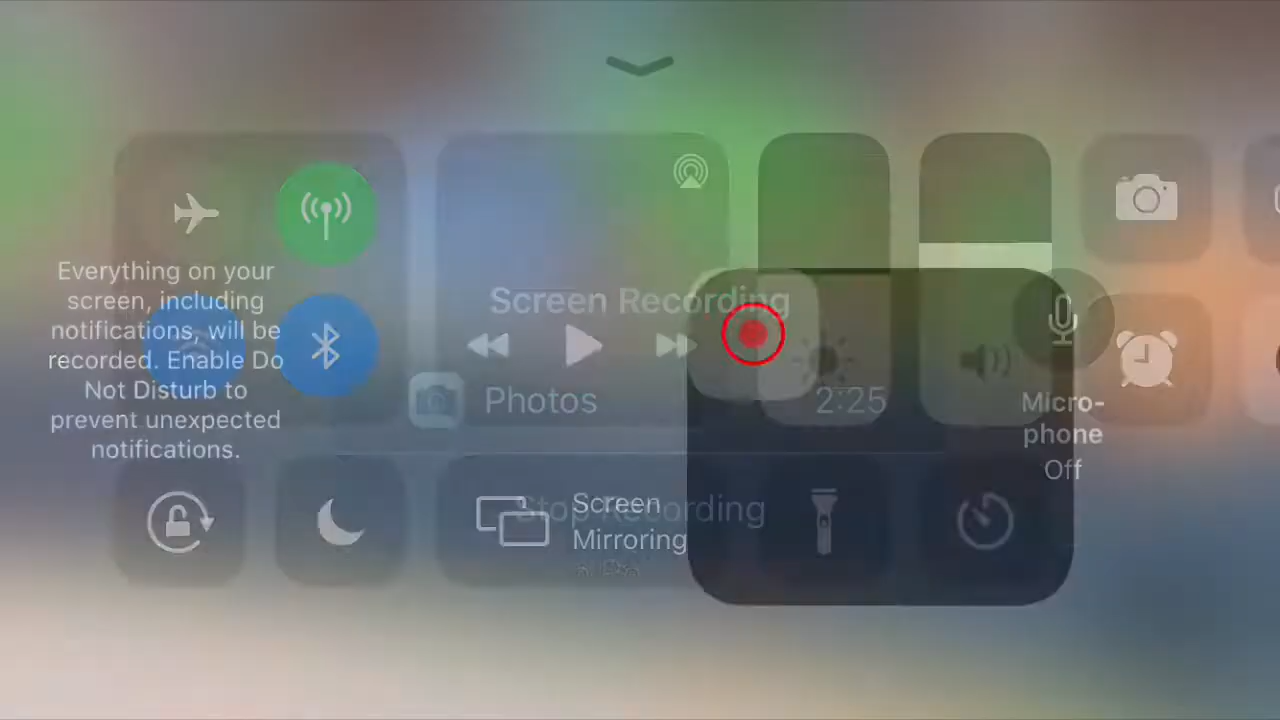 Everything on your
screen, including
notifications, will be
recorded. Enable Do
Not Disturb to
prevent unexpected
notifications.
Screen Recording
Photos
2:25
Stop Recording
Screen
Mirroring
Micro-
phone
Off